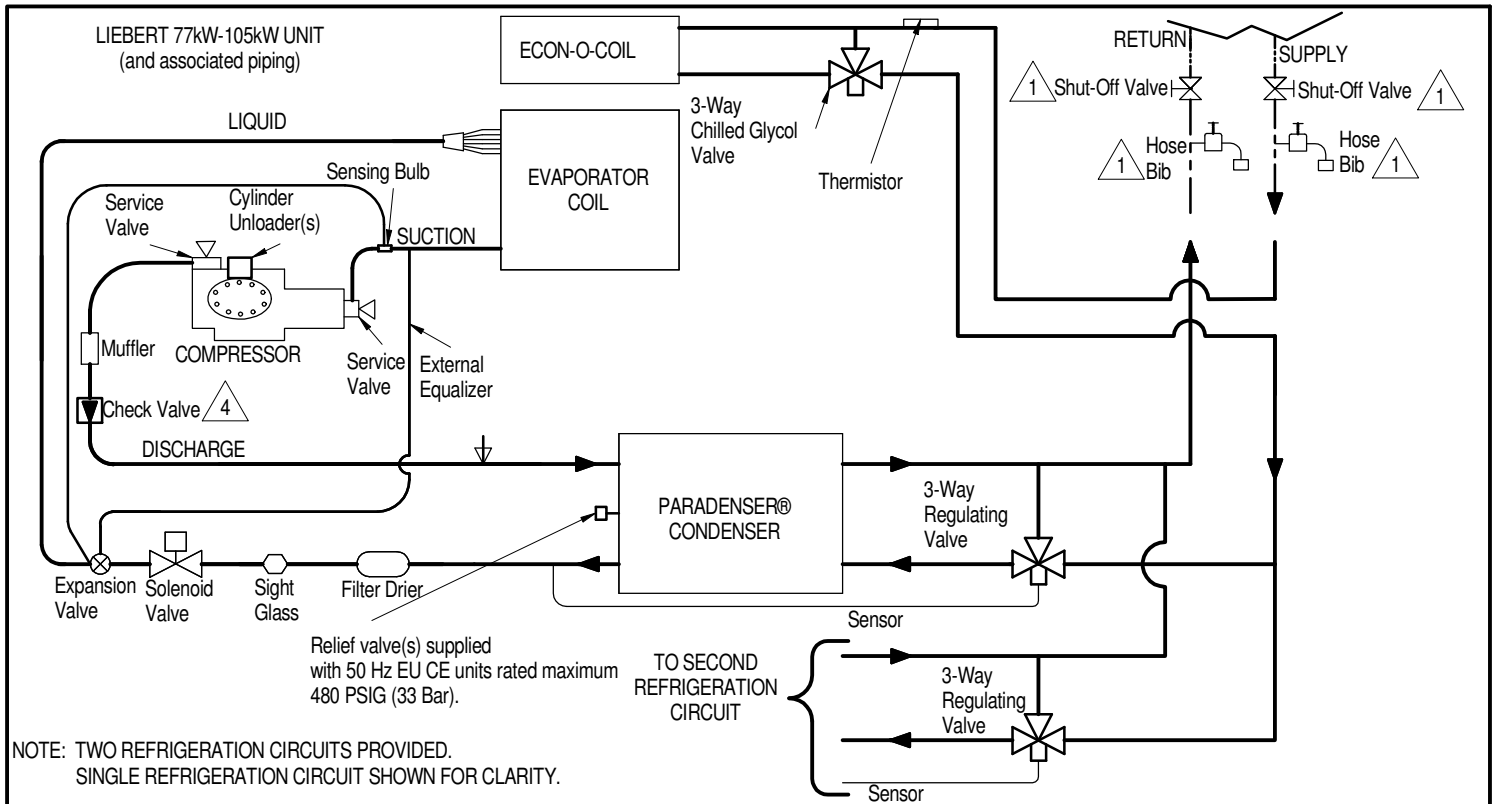 LIEBERT 77kW-105kW UNIT
(and associated piping)
ECON-O-COIL
RETURN
SUPPLY
1
Shut-Off Valve
Shut-Off Valve
1
3-Way
Chilled Glycol
Valve
Thermistor
1
Hose
Bib
Hose
Bib
1
LIQUID
EVAPORATOR
COIL
Sensing Bulb
Service
Valve
Cylinder
Unloader(s)
SUCTION
Muffler
COMPRESSOR
Service
Valve
External
Equalizer
Check Valve
4
DISCHARGE
PARADENSER®
CONDENSER
3-Way
Regulating
Valve
Expansion
Valve
Solenoid
Valve
Sight
Glass
Filter Drier
Sensor
Relief valve(s) supplied
with 50 Hz EU CE units rated maximum
480 PSIG (33 Bar).
TO SECOND
REFRIGERATION
CIRCUIT
3-Way
Regulating
Valve
Sensor
NOTE: TWO REFRIGERATION CIRCUITS PROVIDED.
SINGLE REFRIGERATION CIRCUIT SHOWN FOR CLARITY.